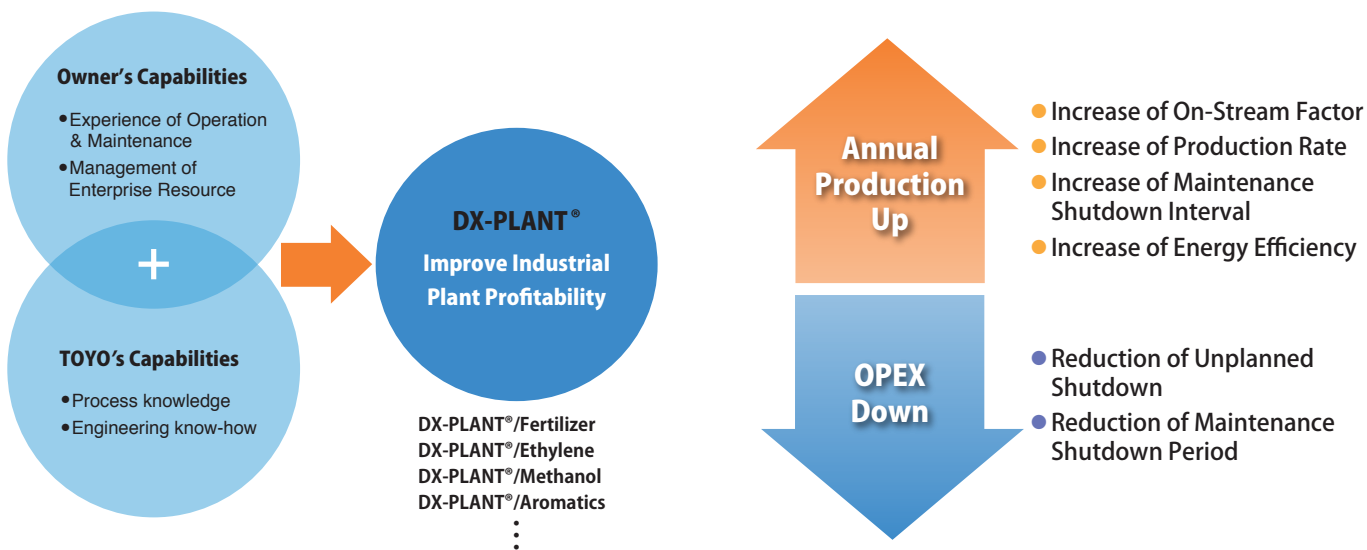 Owner's Capabilities
•Experience of Operation
& Maintenance
•Management of
Enterprise Resource
+
TOYO's Capabilities
•Process knowledge
•Engineering know-how
DX-PLANT®
Improve Industrial
Plant Profitability
DX-PLANT®/Fertilizer
DX-PLANT®/Ethylene
DX-PLANT®/Methanol
DX-PLANT®/Aromatics
⋮
Annual
Production
Up
● Increase of On-Stream Factor
● Increase of Production Rate
● Increase of Maintenance
Shutdown Interval
● Increase of Energy Efficiency
OPEX
Down
● Reduction of Unplanned
Shutdown
● Reduction of Maintenance
Shutdown Period